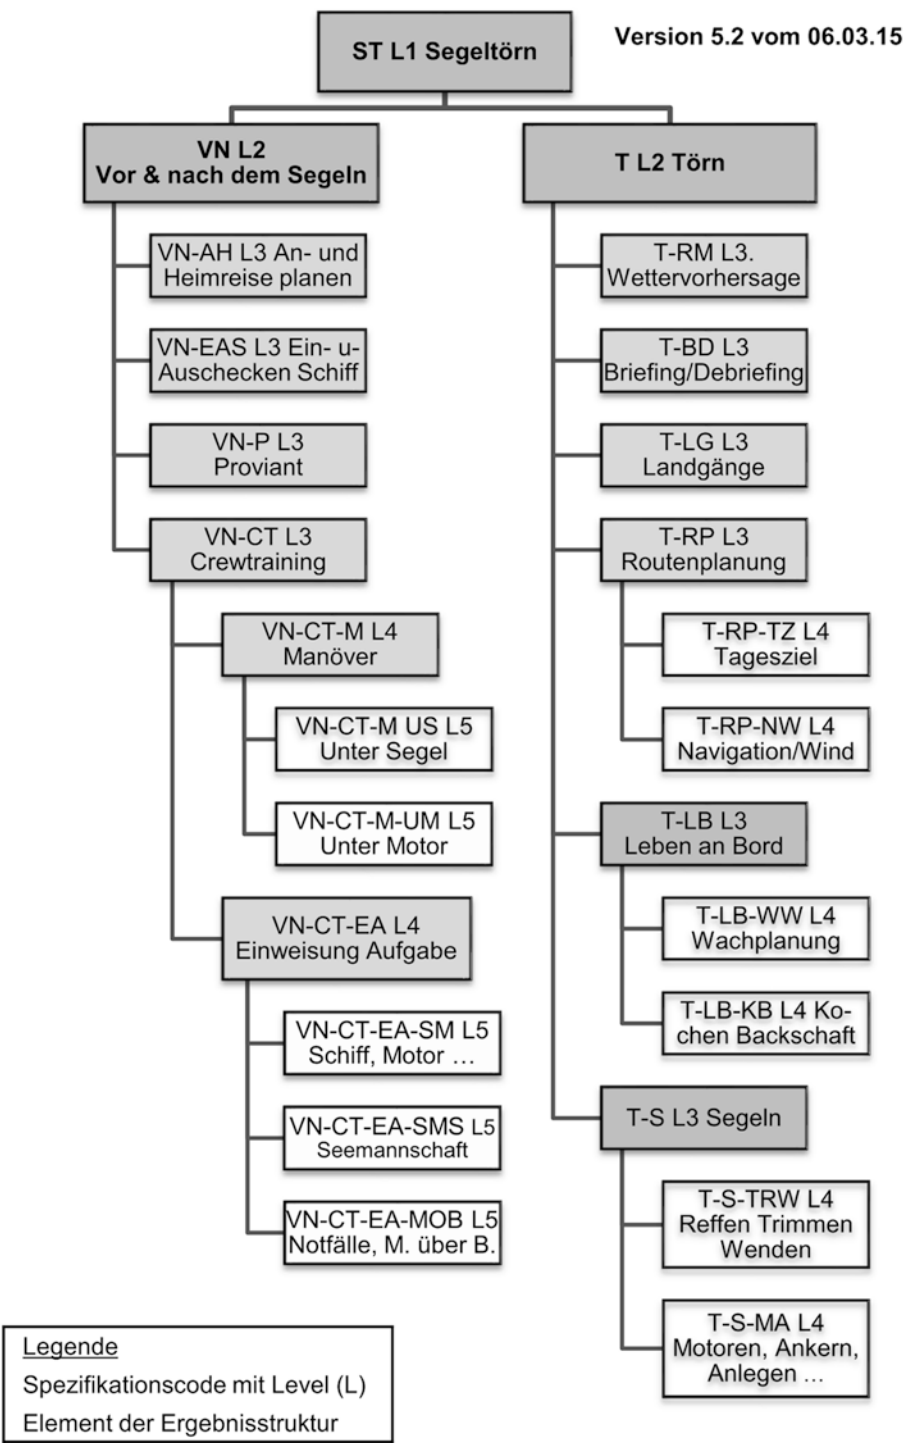 ST L1 Segeltörn
Version 5.2 vom 06.03.15
VN L2
Vor & nach dem Segeln
VN-AH L3 An- und
Heimreise planen
VN-EAS L3 Ein- u-
Auschecken Schiff
VN-P L3
Proviant
VN-CT L3
Crewtraining
VN-CT-M L4
Manöver
VN-CT-M US L5
Unter Segel
VN-CT-M-UM L5
Unter Motor
VN-CT-EA L4
Einweisung Aufgabe
VN-CT-EA-SM L5
Schiff, Motor …
VN-CT-EA-SMS L5
Seemannschaft
VN-CT-EA-MOB L5
Notfälle, M. über B.
T L2 Törn
T-RM L3.
Wettervorhersage
T-BD L3
Briefing/Debriefing
T-LG L3
Landgänge
T-RP L3
Routenplanung
T-RP-TZ L4
Tagesziel
T-RP-NW L4
Navigation/Wind
T-LB L3
Leben an Bord
T-LB-WW L4
Wachplanung
T-LB-KB L4 Ko-
chen Backschaft
T-S L3 Segeln
T-S-TRW L4
Reffen Trimmen
Wenden
T-S-MA L4
Motoren, Ankern,
Anlegen …
Legende
Spezifikationscode mit Level (L)
Element der Ergebnisstruktur